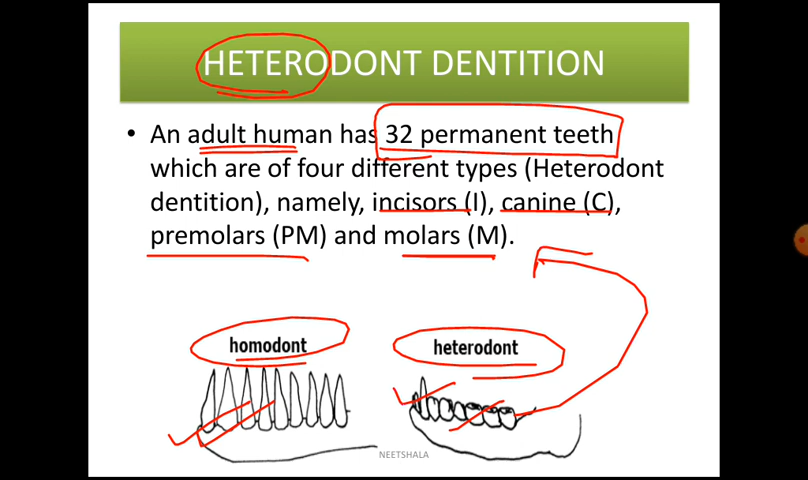 HETERODONT DENTITION
• An adult human has 32 permanent teeth
which are of four different types (Heterodont
dentition), namely, incisors (I), canine (C),
premolars (PM) and molars (M).
homodont
heterodont
NEETSHALA